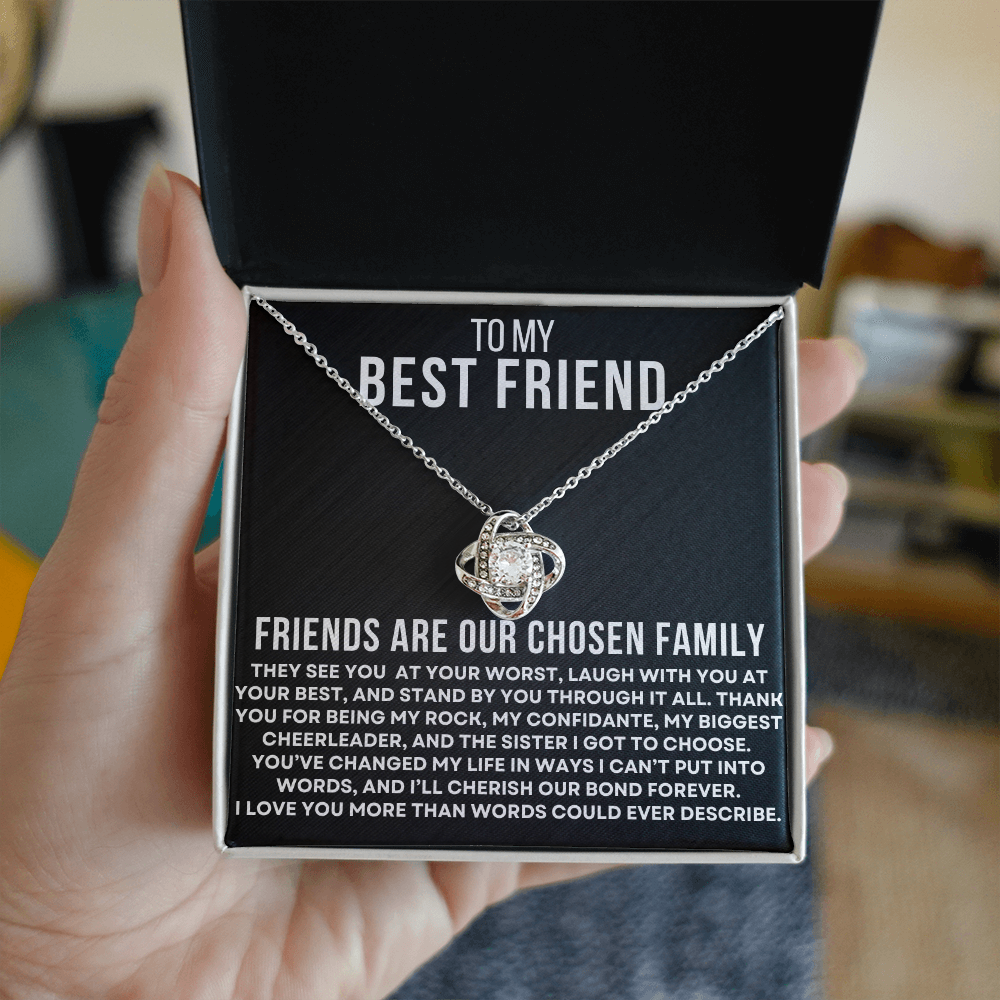 TO MY
BEST FRIEND
FRIENDS ARE OUR CHOSEN FAMILY
THEY SEE YOU AT YOUR WORST, LAUGH WITH YOU AT
YOUR BEST, AND STAND BY YOU THROUGH IT ALL. THANK
YOU FOR BEING MY ROCK, MY CONFIDANTE, MY BIGGEST
CHEERLEADER, AND THE SISTER I GOT TO CHOOSE.
YOU’VE CHANGED MY LIFE IN WAYS I CAN’T PUT INTO
WORDS, AND I’LL CHERISH OUR BOND FOREVER.
I LOVE YOU MORE THAN WORDS COULD EVER DESCRIBE.